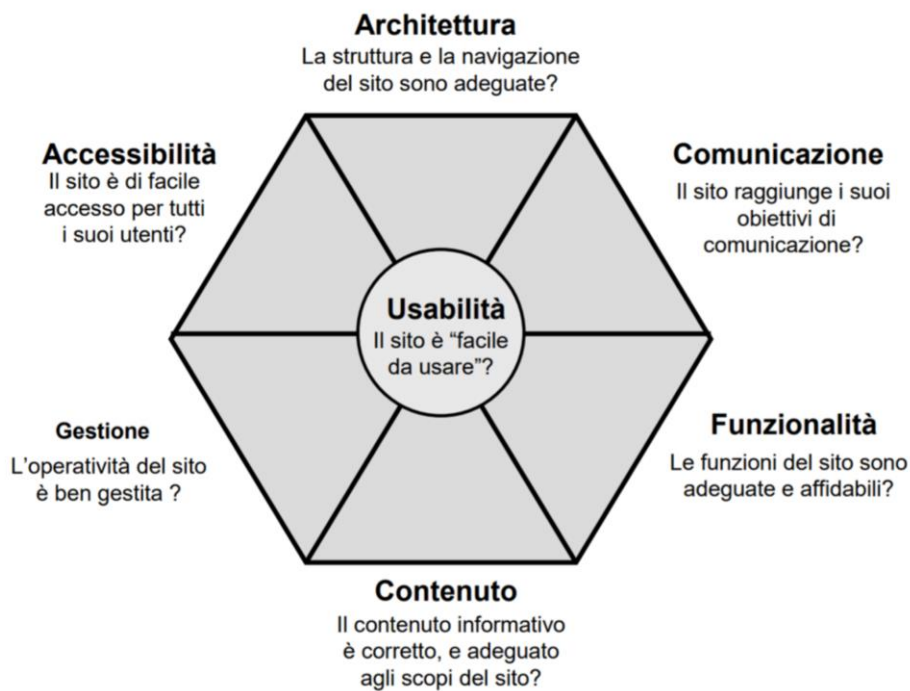 Architettura
La struttura e la navigazione
del sito sono adeguate?
Accessibilità
Il sito è di facile
accesso per tutti
i suoi utenti?
Comunicazione
Il sito raggiunge i suoi
obiettivi di
comunicazione?
Usabilità
Il sito è “facile
da usare”?
Gestione
L’operatività del sito
è ben gestita ?
Funzionalità
Le funzioni del sito sono
adeguate e affidabili?
Contenuto
Il contenuto informativo
è corretto, e adeguato
agli scopi del sito?